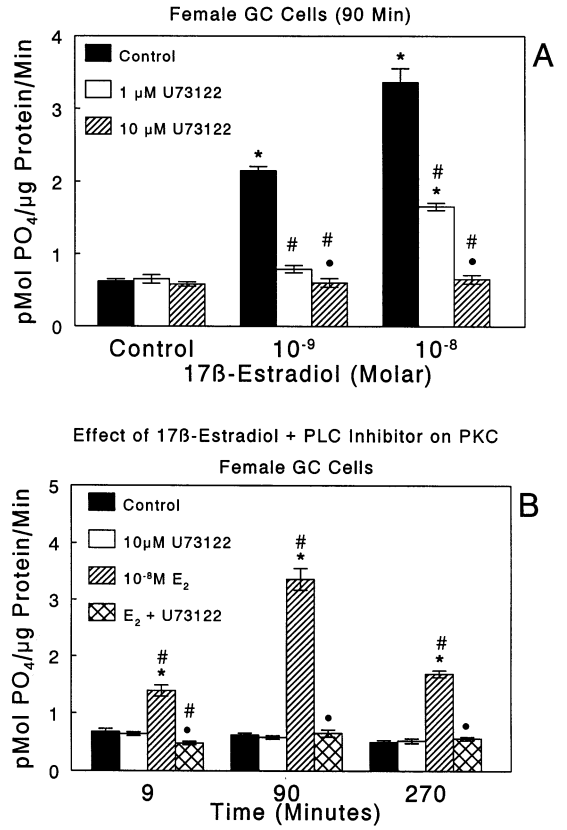 Female GC Cells (90 Min)
A
pMol PO₄/µg Protein/Min
4
3
2
1
0
Control
1 µM U73122
10 µM U73122
*
#
#
•
*
#
*
#
•
Control 10⁻⁹ 10⁻⁸
17ß-Estradiol (Molar)
Effect of 17ß-Estradiol + PLC Inhibitor on PKC
Female GC Cells
B
pMol PO₄/µg Protein/Min
5
4
3
2
1
0
Control
10µM U73122
10⁻⁸M E₂
E₂ + U73122
#
*
#
•
#
*
•
#
*
•
9 90 270
Time (Minutes)